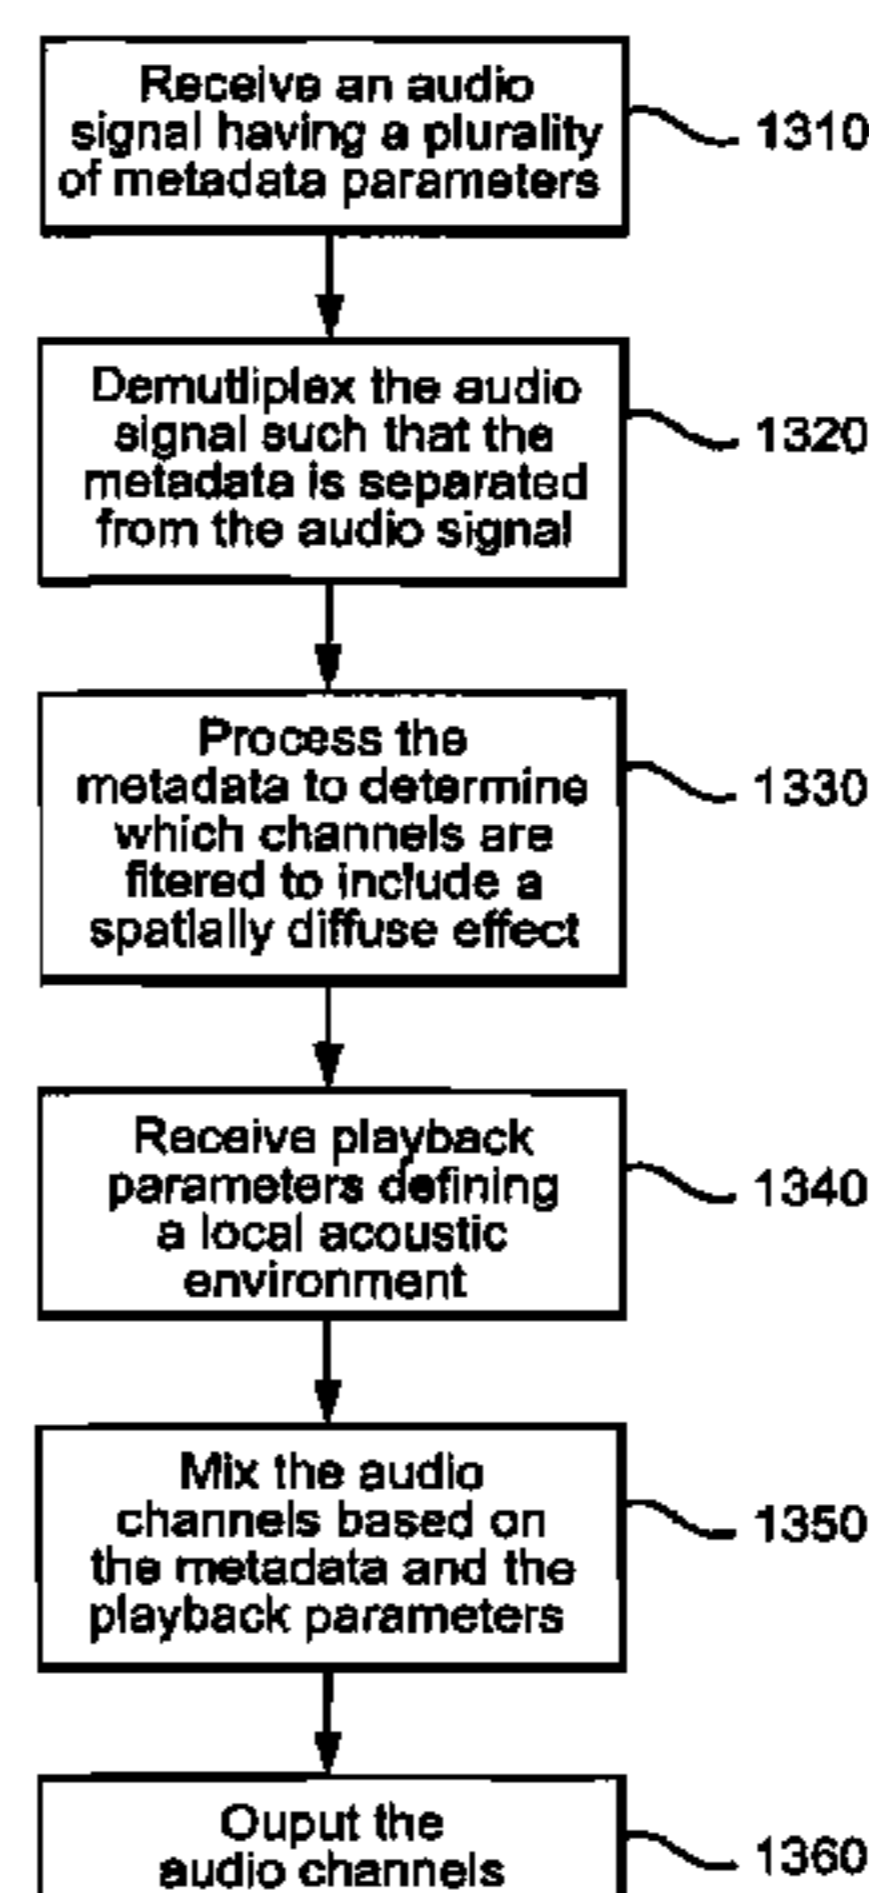 Receive an audio
signal having a plurality
of metadata parameters
1310
Demutliplex the audio
signal such that the
metadata is separated
from the audio signal
1320
Process the
metadata to determine
which channels are
fitered to include a
spatially diffuse effect
1330
Receive playback
parameters defining
a local acoustic
environment
1340
Mix the audio
channels based on
the metadata and the
playback parameters
1350
Ouput the
audio channels
1360